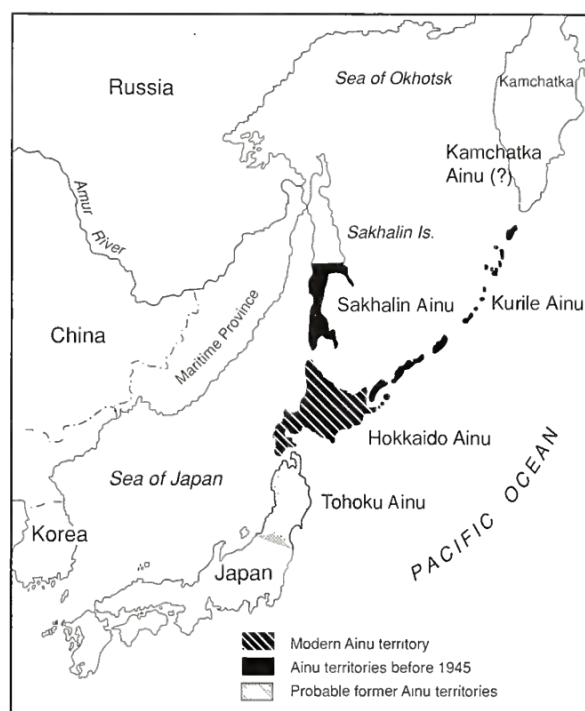 Russia
Sea of Okhotsk
Kamchatka
Kamchatka
Ainu (?)
Amur
River
Sakhalin Is.
Sakhalin Ainu
Kurile Ainu
China
Maritime Province
Hokkaido Ainu
Sea of Japan
Tohoku Ainu
PACIFIC OCEAN
Korea
Japan
Modern Ainu territory
Ainu territories before 1945
Probable former Ainu territories